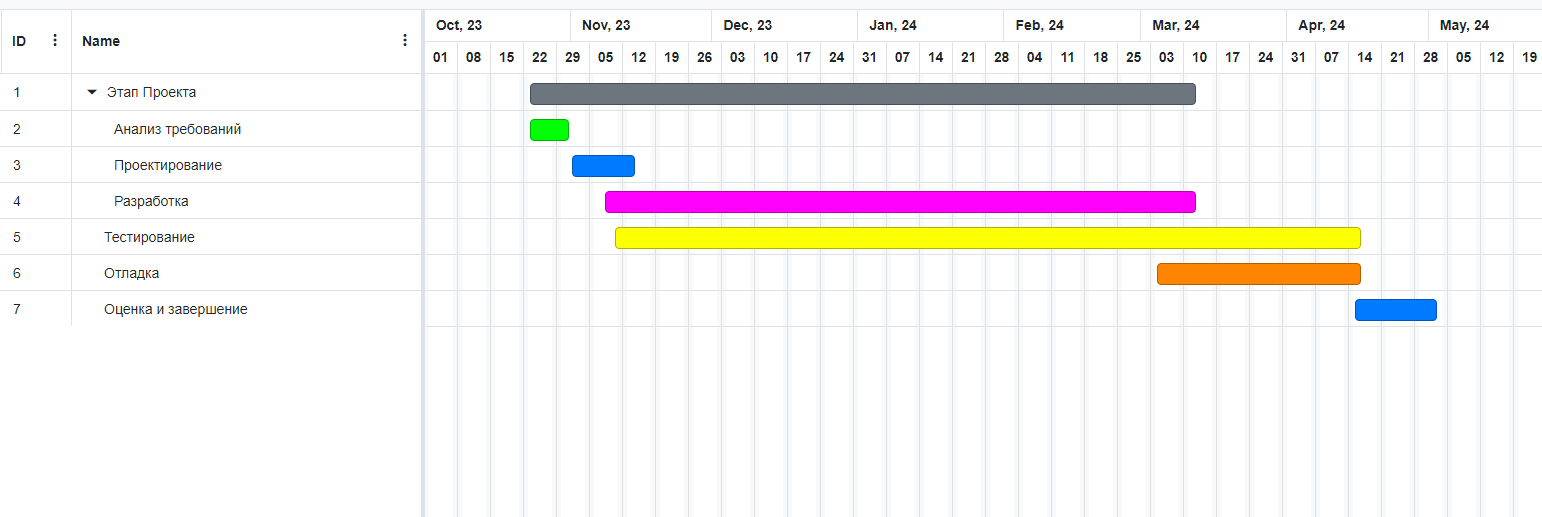 ID Name Oct, 23 Nov, 23 Dec, 23 Jan, 24 Feb, 24 Mar, 24 Apr, 24 May, 24
01 08 15 22 29 05 12 19 26 03 10 17 24 31 07 14 21 28 04 11 18 25 03 10 17 24 31 07 14 21 28 05 12 19
1 Этап Проекта
2 Анализ требований
3 Проектирование
4 Разработка
5 Тестирование
6 Отладка
7 Оценка и завершение